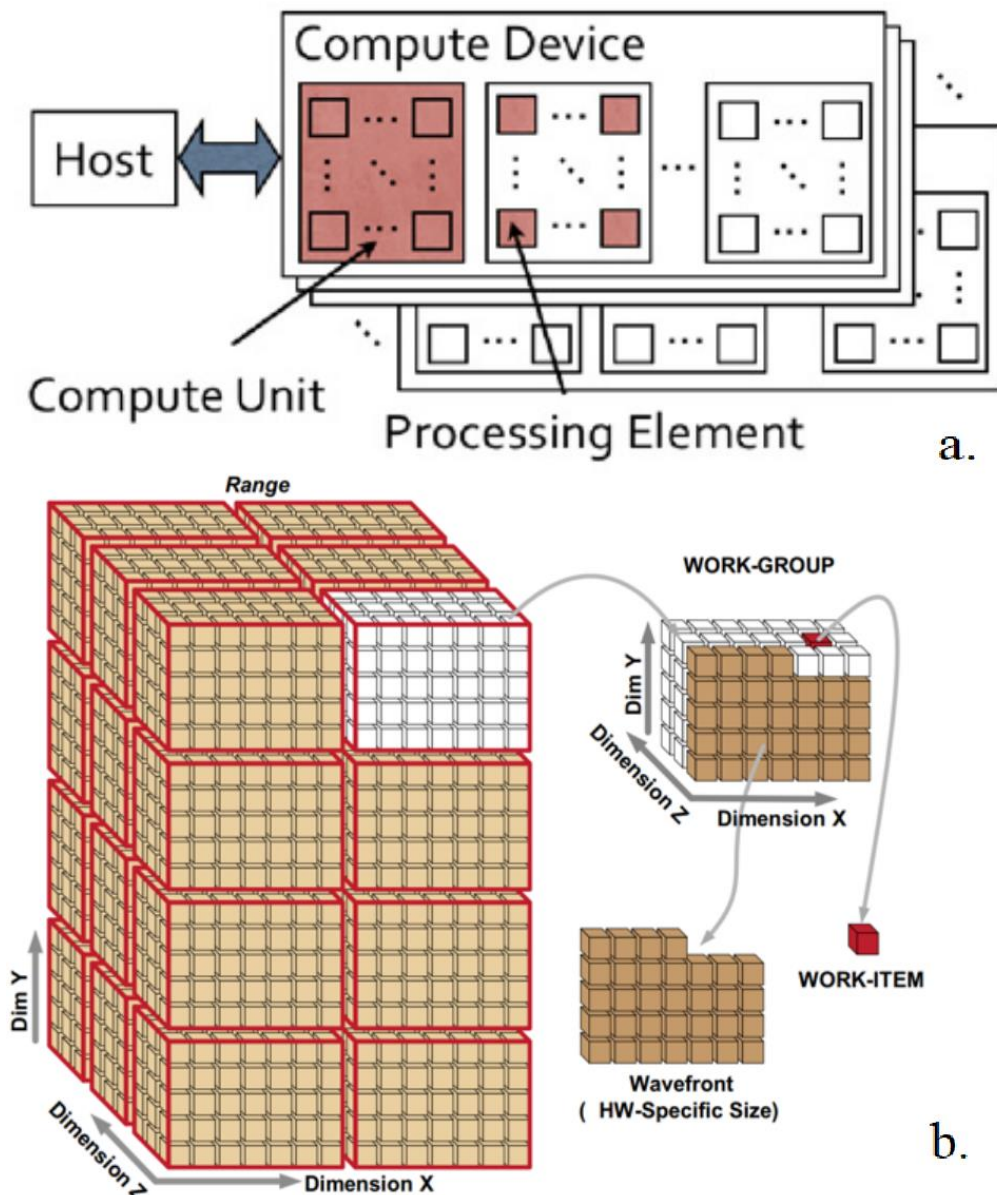 Compute Device
Host
Compute Unit
Processing Element
a.
Range
WORK-GROUP
Dim Y
Dimension Z
Dimension X
WORK-ITEM
Dim Y
Wavefront
( HW-Specific Size)
Dimension Z
Dimension X
b.